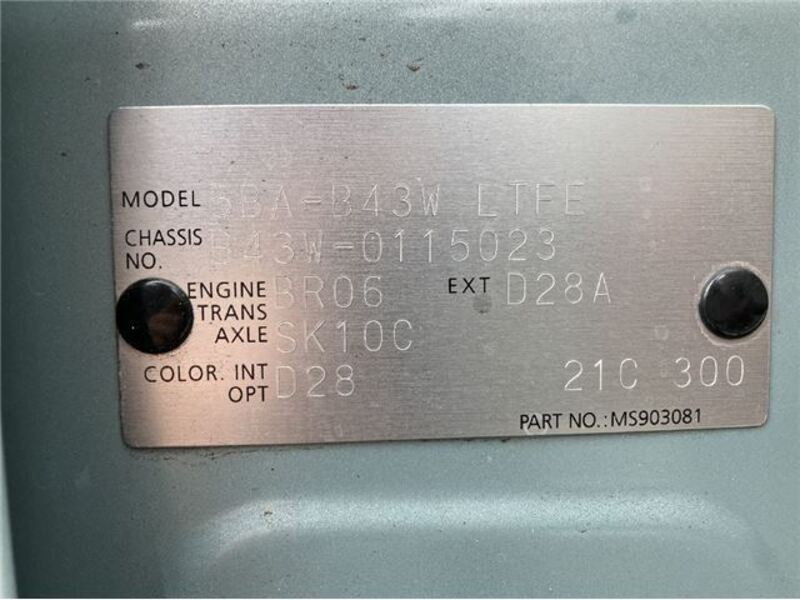 MODEL 5BA-B43W LTFE
CHASSIS NO. B43W-0115023
ENGINE BR06 EXT D28A
TRANS AXLE SK10C
COLOR. INT OPT D28 21C 300
PART NO.:MS903081